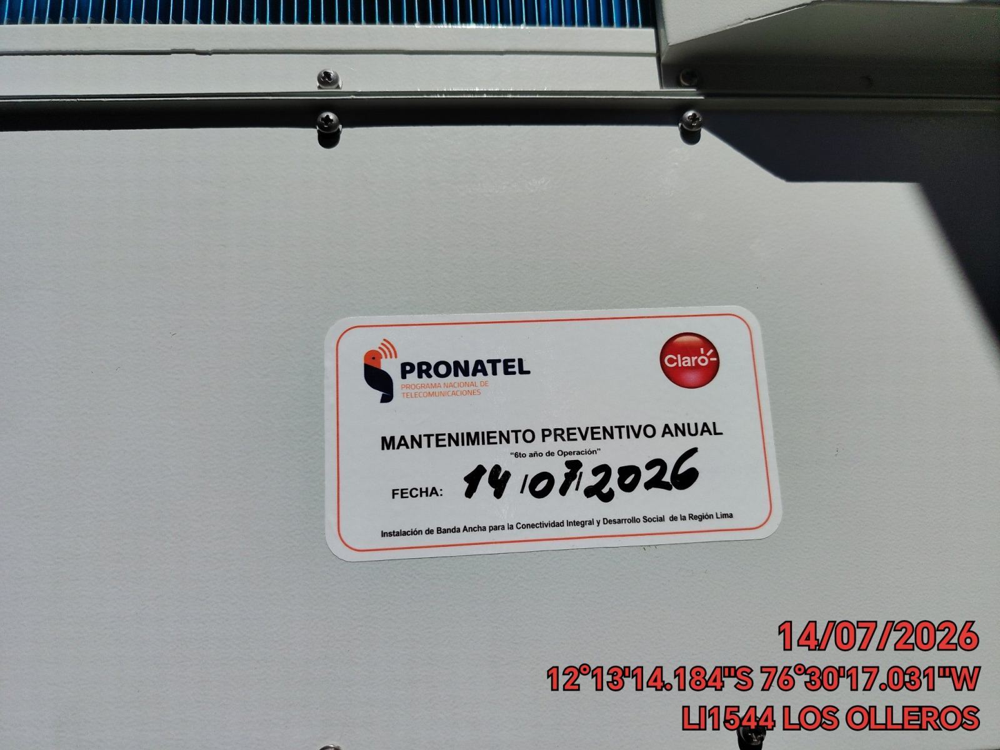 PRONATEL
PROGRAMA NACIONAL DE
TELECOMUNICACIONES
Claro
MANTENIMIENTO PREVENTIVO ANUAL
“6to año de Operación”
FECHA: 14/07/2026
Instalación de Banda Ancha para la Conectividad Integral y Desarrollo Social de la Región Lima
14/07/2026
12°13'14.184"S 76°30'17.031"W
LI1544 LOS OLLEROS